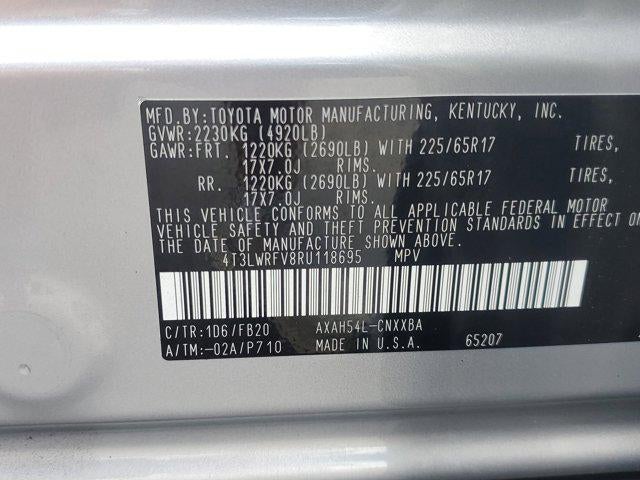 MFD.BY:TOYOTA MOTOR MANUFACTURING, KENTUCKY, INC.
GVWR:2230KG (4920LB)
GAWR:FRT. 1220KG (2690LB) WITH 225/65R17 TIRES,
17X7.0J RIMS.
RR. 1220KG (2690LB) WITH 225/65R17 TIRES,
17X7.0J RIMS.
THIS VEHICLE CONFORMS TO ALL APPLICABLE FEDERAL MOTOR
VEHICLE SAFETY AND THEFT PREVENTION STANDARDS IN EFFECT
THE DATE OF MANUFACTURE SHOWN ABOVE.
4T3LWRFV8RU118695 MPV
C/TR:1D6/FB20 AXAH54L-CNXXBA
A/TM:-02A/P710 MADE IN U.S.A. 65207